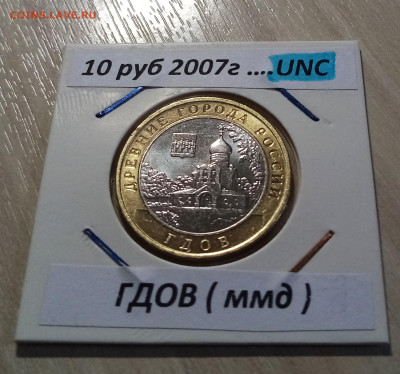 COINS.LAVE.RU
10 руб 2007г ....UNC
ДРЕВНИЕ ГОРОДА РОССИИ
ГДОВ
ГДОВ ( ммд )